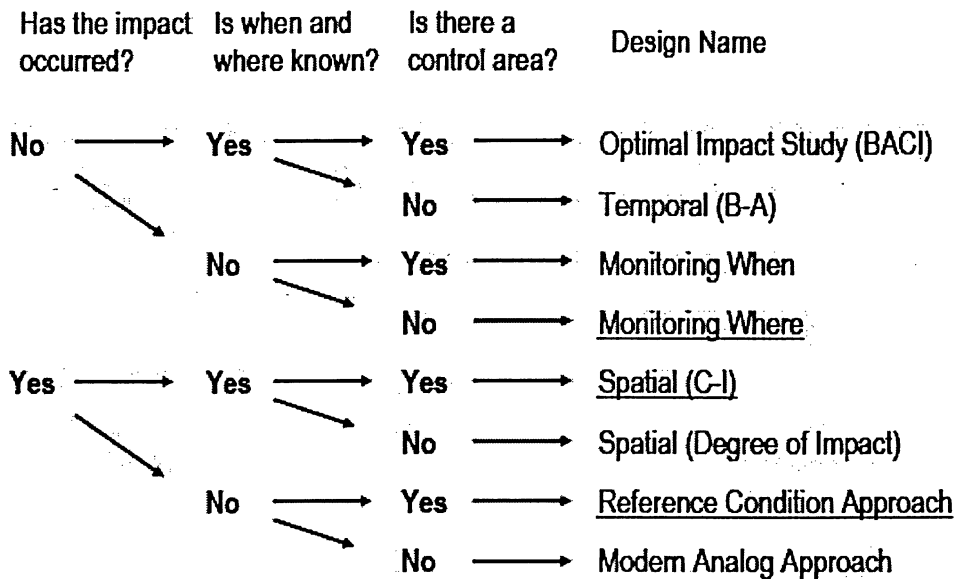 Has the impact occurred? Is when and where known? Is there a control area? Design Name
No Yes Yes Optimal Impact Study (BACI)
No Temporal (B-A)
No Yes Monitoring When
No Monitoring Where
Yes Yes Yes Spatial (C-I)
No Spatial (Degree of Impact)
No Yes Reference Condition Approach
No Modern Analog Approach